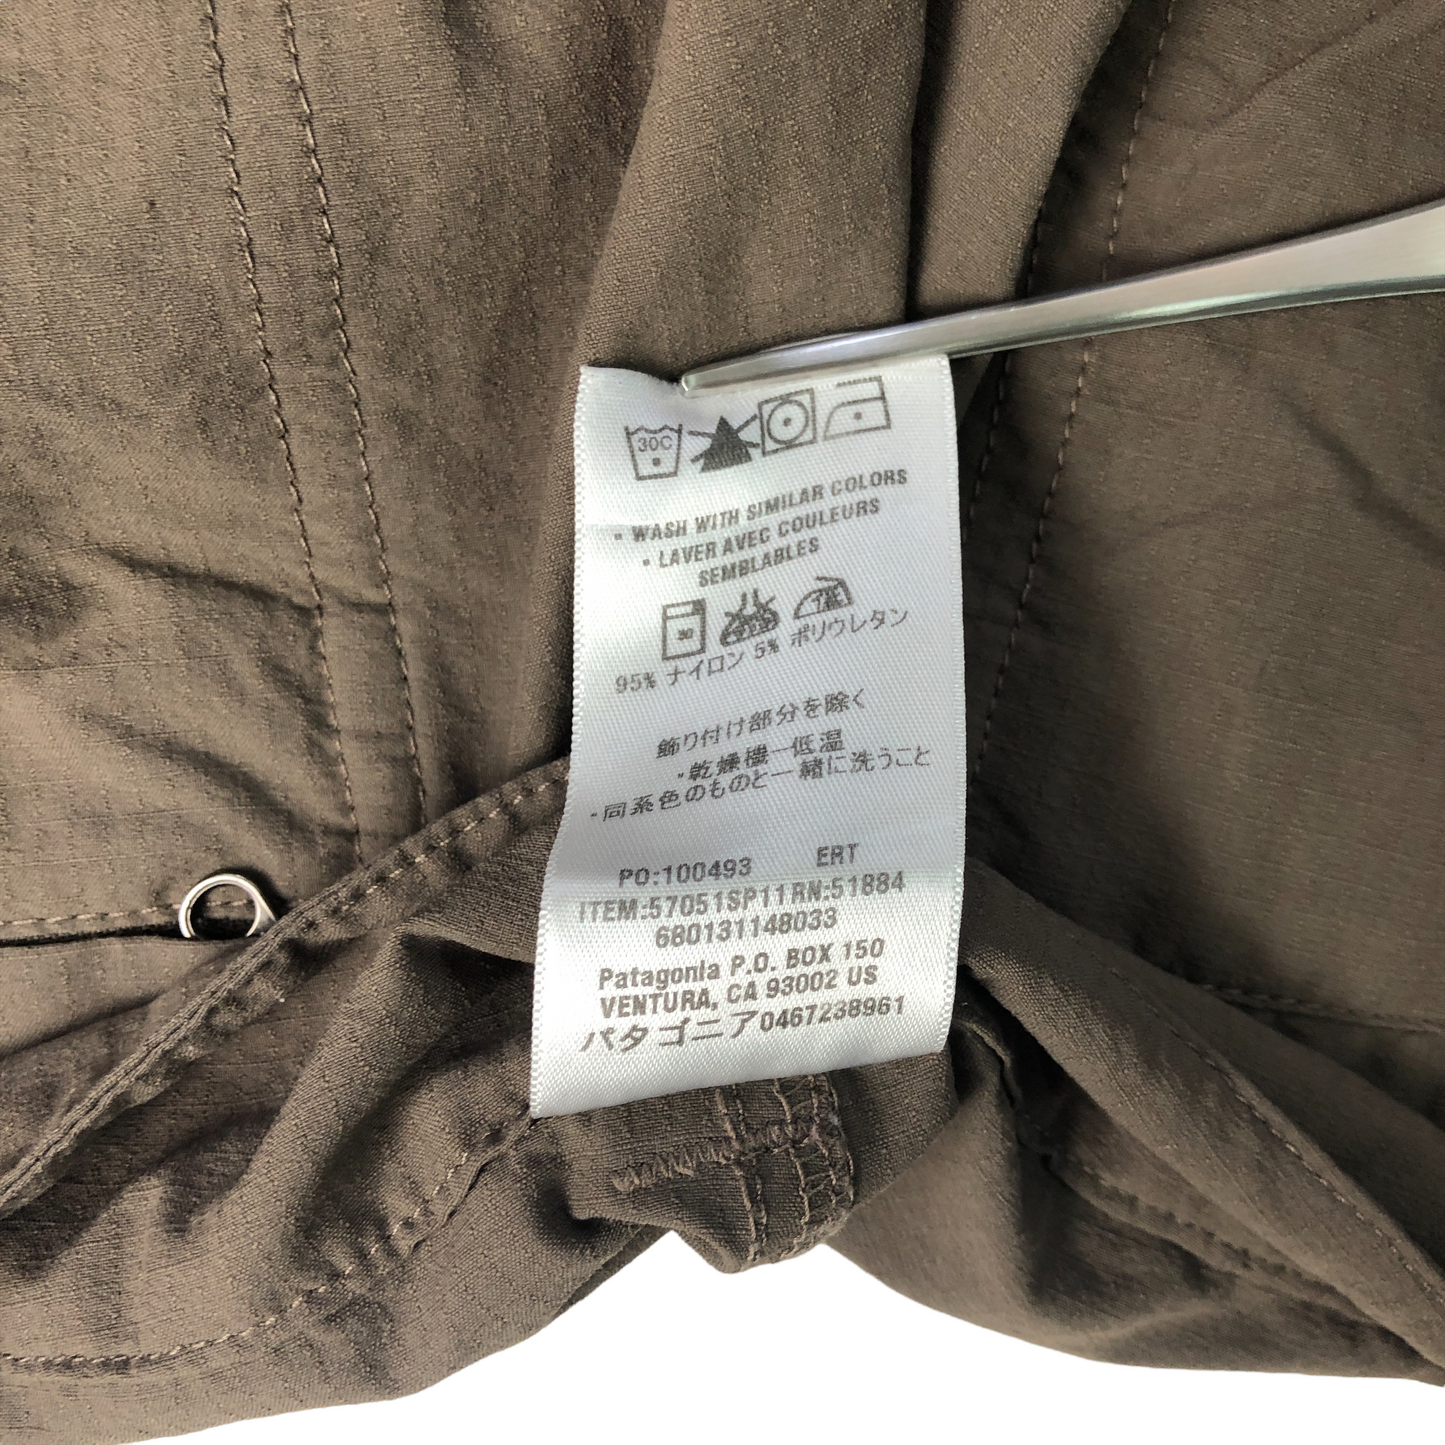 30C
• WASH WITH SIMILAR COLORS
• LAVER AVEC COULEURS
SEMBLABLES
30
95% ナイロン 5% ポリウレタン
飾り付け部分を除く
・乾燥機一低温
・同系色のものと一緒に洗うこと
PO:100493 ERT
ITEM:57051SP11RN:51884
680131148033
Patagonia P.O. BOX 150
VENTURA, CA 93002 US
パタゴニア0467238961